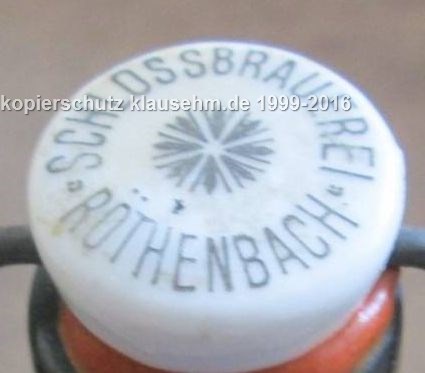 SCHLOSSBRAUEREI
kopierschutz klausehm.de 1999-2016
RÖTHENBACH